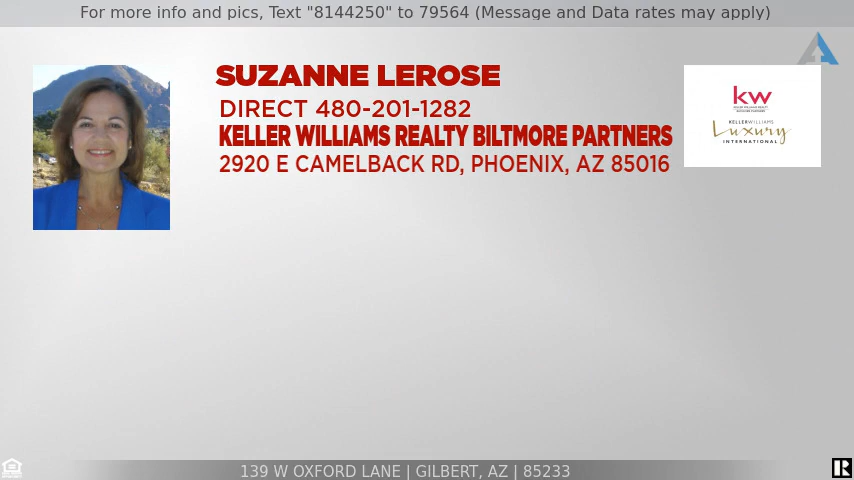 For more info and pics, Text "8144250" to 79564 (Message and Data rates may apply)
SUZANNE LEROSE
DIRECT 480-201-1282
KELLER WILLIAMS REALTY BILTMORE PARTNERS
2920 E CAMELBACK RD, PHOENIX, AZ 85016
kw
KELLERWILLIAMS
Luxury
INTERNATIONAL
139 W OXFORD LANE | GILBERT, AZ | 85233